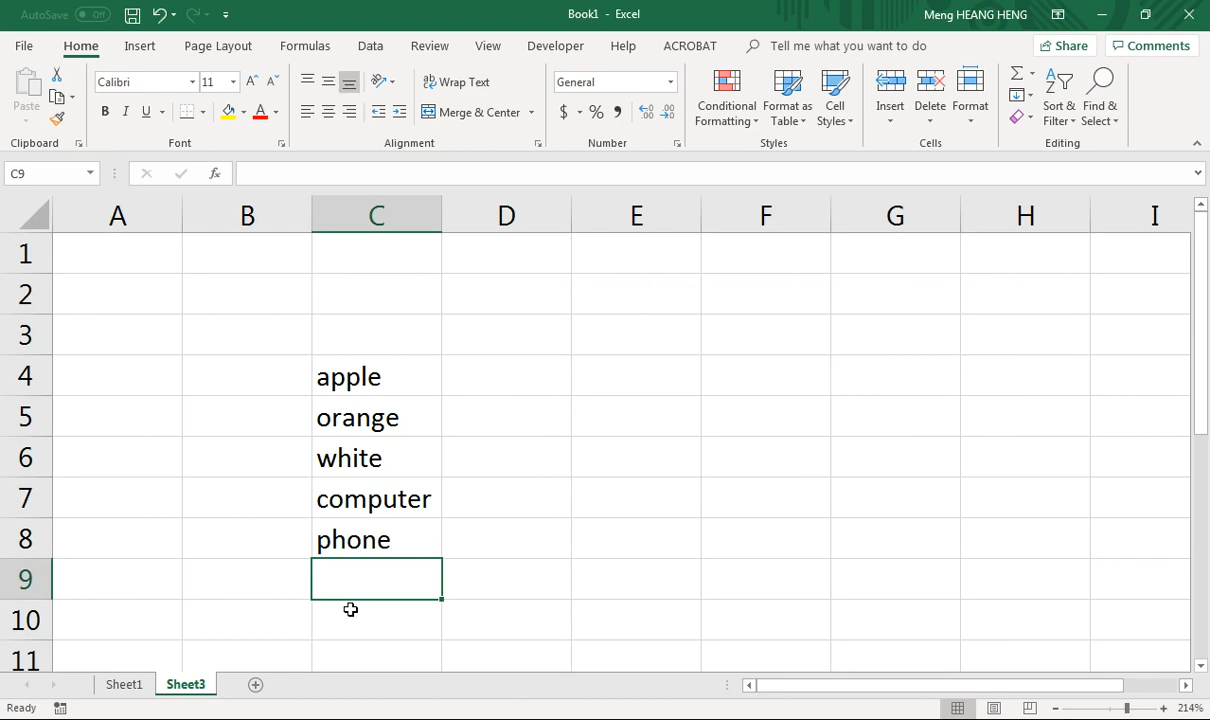 AutoSave Off
Book1 - Excel
Meng HEANG HENG
File Home Insert Page Layout Formulas Data Review View Developer Help ACROBAT Tell me what you want to do Share Comments
Paste
Calibri 11 A A
B I U A
Wrap Text
Merge & Center
General
$ % ,
Conditional Formatting
Format as Table
Cell Styles
Insert
Delete
Format
Sort & Filter
Find & Select
Clipboard Font Alignment Number Styles Cells Editing
C9 fx
A B C D E F G H I
1
2
3
4 apple
5 orange
6 white
7 computer
8 phone
9
10
11
Sheet1 Sheet3
Ready 214%